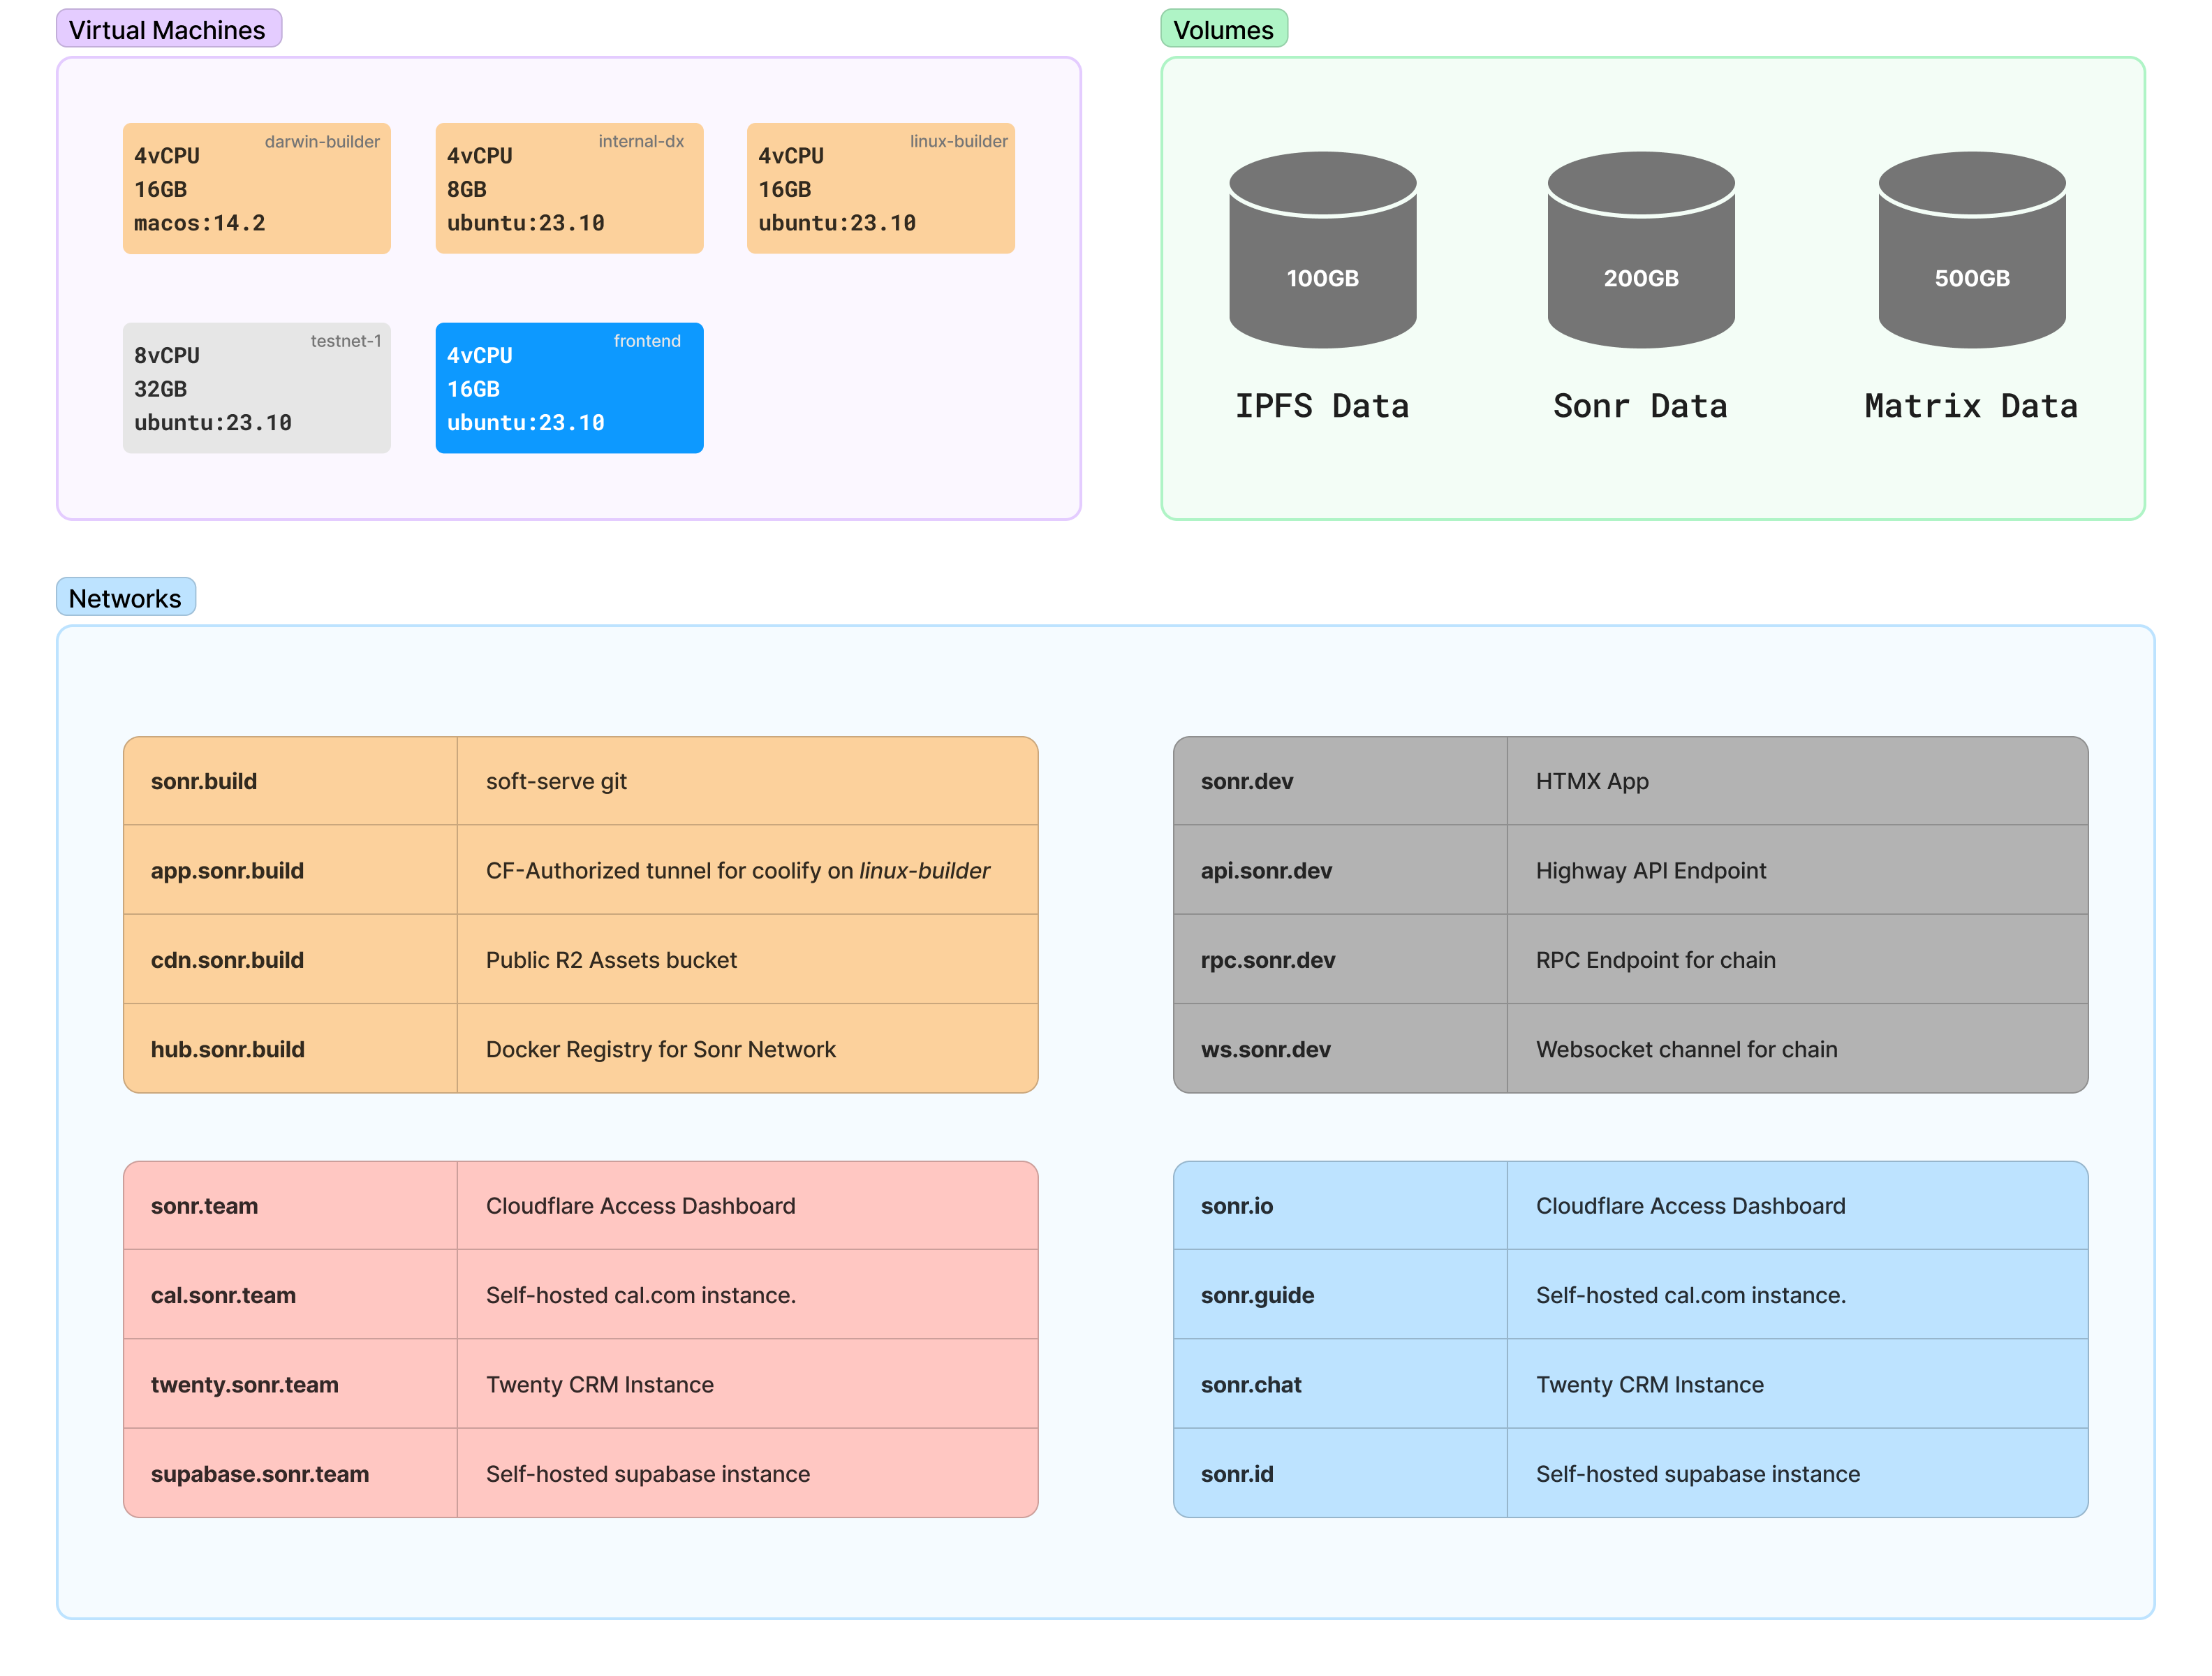 Virtual Machines
darwin-builder
4vCPU
16GB
macos:14.2
internal-dx
4vCPU
8GB
ubuntu:23.10
linux-builder
4vCPU
16GB
ubuntu:23.10
testnet-1
8vCPU
32GB
ubuntu:23.10
frontend
4vCPU
16GB
ubuntu:23.10
Volumes
100GB
IPFS Data
200GB
Sonr Data
500GB
Matrix Data
Networks
sonr.build soft-serve git
app.sonr.build CF-Authorized tunnel for coolify on linux-builder
cdn.sonr.build Public R2 Assets bucket
hub.sonr.build Docker Registry for Sonr Network
sonr.dev HTMX App
api.sonr.dev Highway API Endpoint
rpc.sonr.dev RPC Endpoint for chain
ws.sonr.dev Websocket channel for chain
sonr.team Cloudflare Access Dashboard
cal.sonr.team Self-hosted cal.com instance.
twenty.sonr.team Twenty CRM Instance
supabase.sonr.team Self-hosted supabase instance
sonr.io Cloudflare Access Dashboard
sonr.guide Self-hosted cal.com instance.
sonr.chat Twenty CRM Instance
sonr.id Self-hosted supabase instance